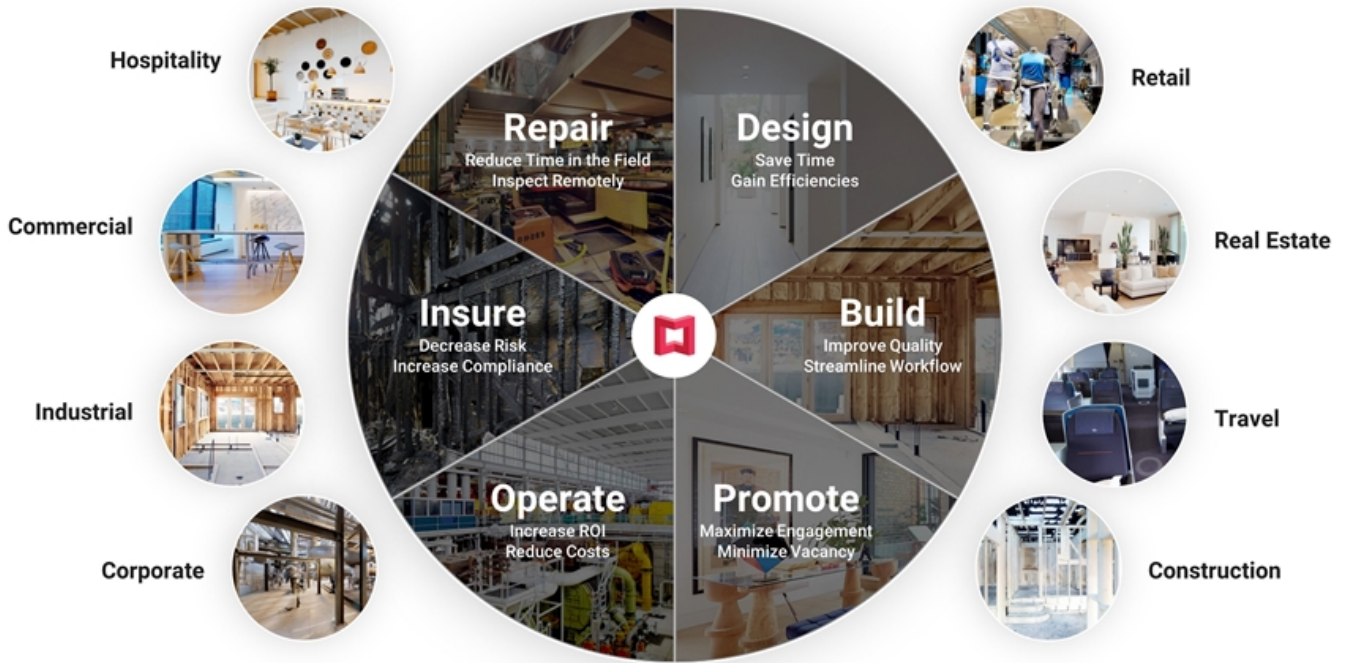 Hospitality
Commercial
Industrial
Corporate
Repair
Reduce Time in the Field
Inspect Remotely
Design
Save Time
Gain Efficiencies
Insure
Decrease Risk
Increase Compliance
Build
Improve Quality
Streamline Workflow
Operate
Increase ROI
Reduce Costs
Promote
Maximize Engagement
Minimize Vacancy
Retail
Real Estate
Travel
Construction